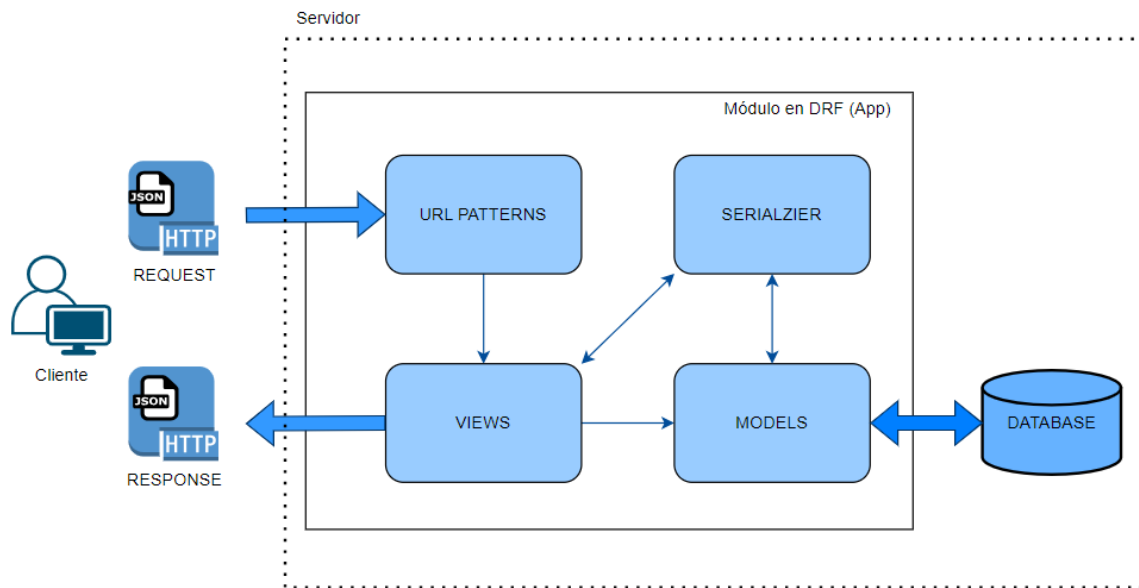 Servidor
Módulo en DRF (App)
JSON
HTTP
REQUEST
URL PATTERNS
SERIALZIER
Cliente
JSON
HTTP
RESPONSE
VIEWS
MODELS
DATABASE